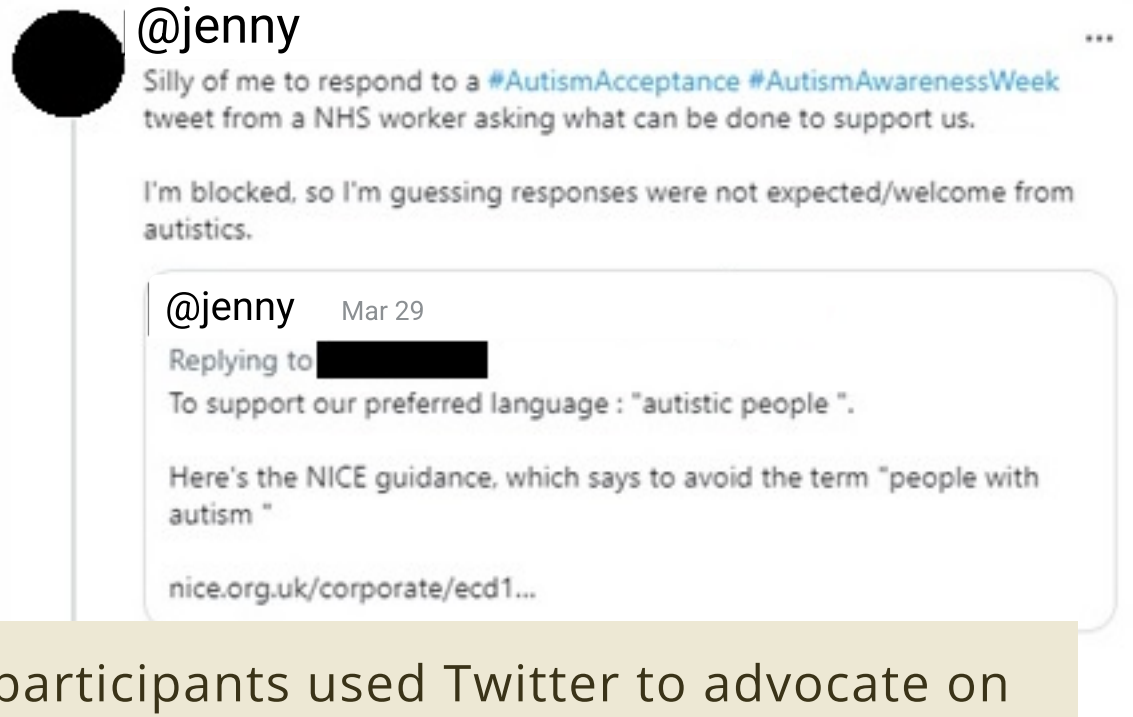 @jenny
...
Silly of me to respond to a #AutismAcceptance #AutismAwarenessWeek
tweet from a NHS worker asking what can be done to support us.
I'm blocked, so I'm guessing responses were not expected/welcome from
autistics.
@jenny Mar 29
Replying to
To support our preferred language : "autistic people ".
Here's the NICE guidance, which says to avoid the term "people with
autism "
nice.org.uk/corporate/ecd1...
participants used Twitter to advocate on